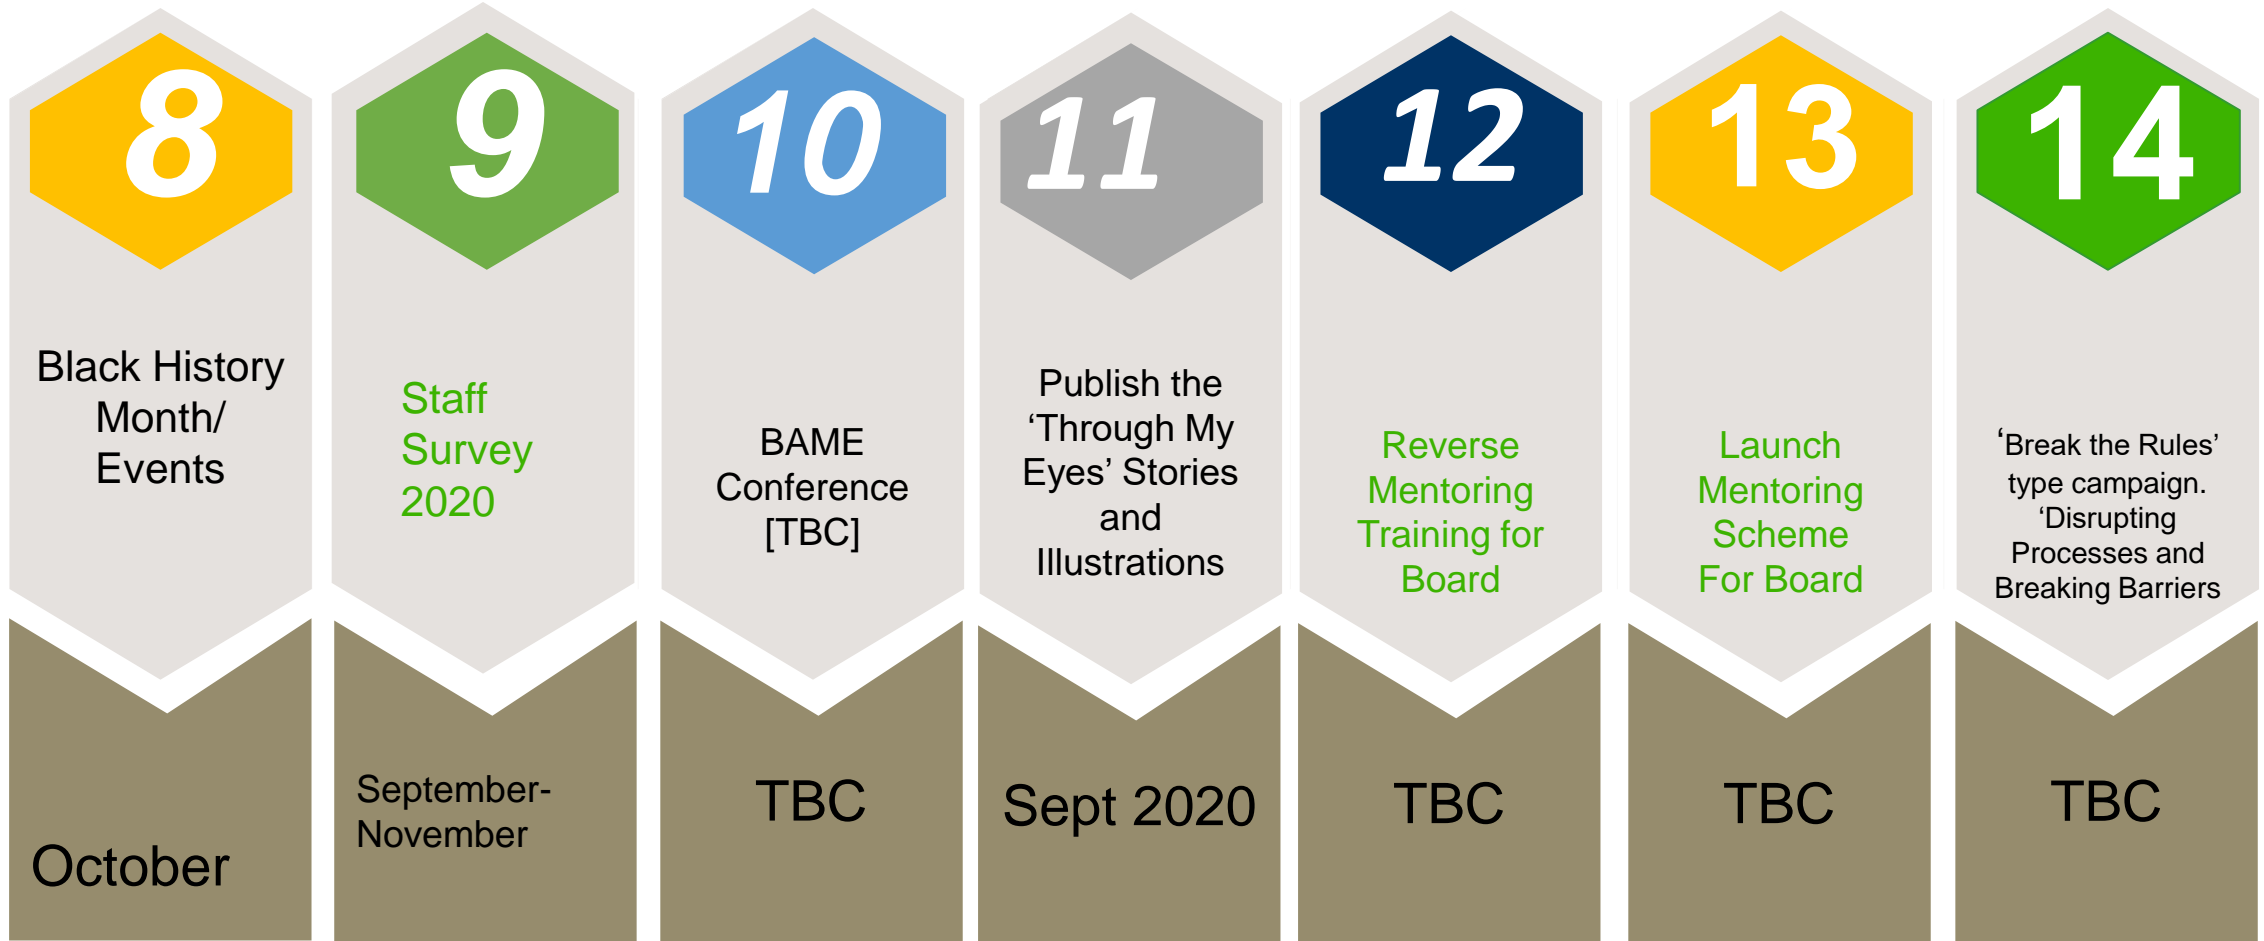 8
Black History
Month/
Events
October
9
Staff
Survey
2020
September-
November
10
BAME
Conference
[TBC]
TBC
11
Publish the
‘Through My
Eyes’ Stories
and
Illustrations
Sept 2020
12
Reverse
Mentoring
Training for
Board
TBC
13
Launch
Mentoring
Scheme
For Board
TBC
14
‘Break the Rules’
type campaign.
‘Disrupting
Processes and
Breaking Barriers
TBC